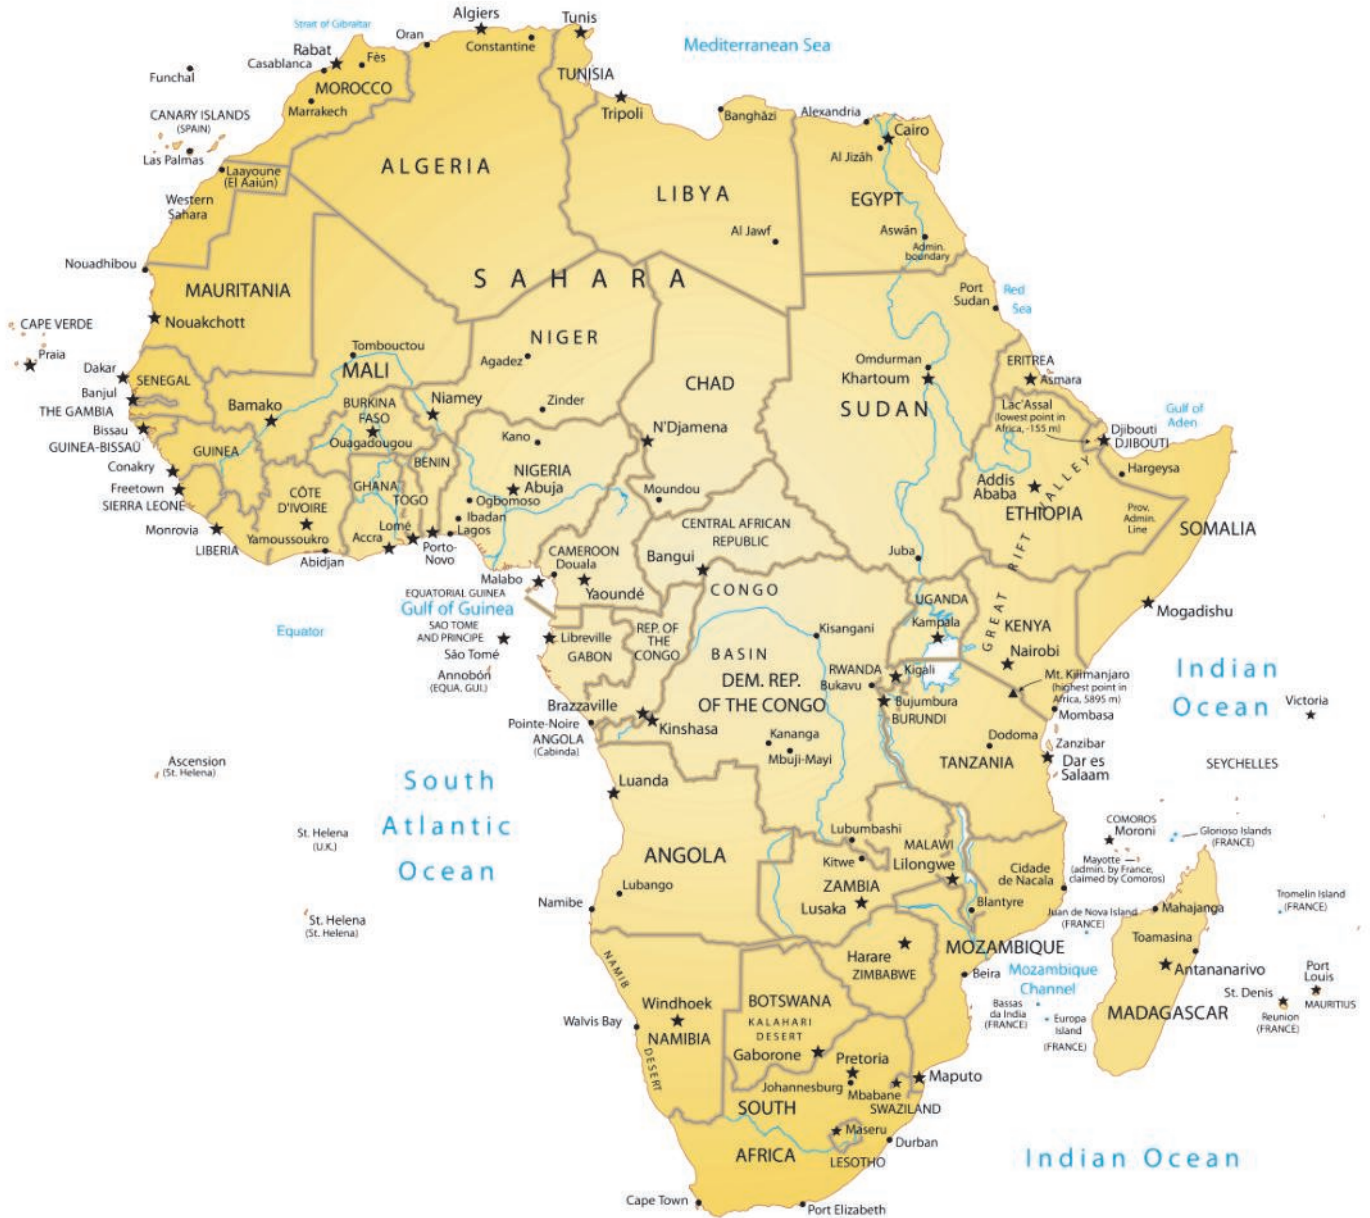 Strait of Gibraltar
Algiers
Tunis
Oran
Constantine
Rabat
Fès
Casablanca
Mediterranean Sea
Funchal
MOROCCO
TUNISIA
Marrakech
Tripoli
Banghāzi
Alexandria
Cairo
CANARY ISLANDS
(SPAIN)
Las Palmas
Al Jizāh
Laayoune
(El Aaiún)
ALGERIA
LIBYA
EGYPT
Western
Sahara
Al Jawf
Aswān
Admin.
boundary
Nouadhibou
SAHARA
MAURITANIA
Port
Sudan
Red
Sea
Nouakchott
CAPE VERDE
Praia
NIGER
Tombouctou
Agadez
Omdurman
ERITREA
Dakar
SENEGAL
MALI
CHAD
Khartoum
Asmara
Banjul
THE GAMBIA
Bamako
BURKINA
FASO
Niamey
Zinder
SUDAN
Lac'Assal
(lowest point in
Africa, -155 m)
Gulf of
Aden
Bissau
GUINEA-BISSAU
Ouagadougou
N'Djamena
Djibouti
DJIBOUTI
GUINEA
Kano
BENIN
Conakry
NIGERIA
Abuja
Hargeysa
Freetown
SIERRA LEONE
CÔTE
D'IVOIRE
GHANA
TOGO
Ogbomoso
Moundou
Addis
Ababa
GREAT RIFT VALLEY
ETHIOPIA
Prov.
Admin.
Line
SOMALIA
Monrovia
LIBERIA
Yamoussoukro
Lomé
Ibadan
Lagos
CENTRAL AFRICAN
REPUBLIC
Accra
Porto-
Novo
Abidjan
CAMEROON
Douala
Bangui
Juba
Malabo
Yaoundé
EQUATORIAL GUINEA
Gulf of Guinea
CONGO
UGANDA
Kampala
Mogadishu
Equator
SAO TOME
AND PRINCIPE
São Tomé
Libreville
GABON
REP. OF
THE
CONGO
Kisangani
KENYA
Nairobi
Annobón
(EQUA. GUI.)
BASIN
DEM. REP.
OF THE CONGO
RWANDA
Kigali
Bukavu
Mt. Kilimanjaro
(highest point in
Africa, 5895 m)
Indian
Ocean
Victoria
Bujumbura
BURUNDI
Mombasa
Brazzaville
Kinshasa
Pointe-Noire
ANGOLA
(Cabinda)
Kananga
Mbuji-Mayi
Dodoma
Zanzibar
Dar es
Salaam
TANZANIA
SEYCHELLES
Ascension
(St. Helena)
South
Atlantic
Ocean
Luanda
St. Helena
(U.K.)
Lubumbashi
MALAWI
COMOROS
Moroni
Glorioso Islands
(FRANCE)
ANGOLA
Kitwe
Lilongwe
Cidade
de Nacala
Mayotte
(admin. by France,
claimed by Comoros)
Lubango
ZAMBIA
Lusaka
Blantyre
Tromelin Island
(FRANCE)
Namibe
St. Helena
(St. Helena)
Juan de Nova Island
(FRANCE)
Mahajanga
Toamasina
Harare
ZIMBABWE
MOZAMBIQUE
NAMIB
Beira
Mozambique
Channel
Antananarivo
Port
Louis
MAURITIUS
St. Denis
Reunion
(FRANCE)
Windhoek
BOTSWANA
KALAHARI
DESERT
Bassas
da India
(FRANCE)
Europa
Island
(FRANCE)
MADAGASCAR
Walvis Bay
NAMIBIA
DESERT
Gaborone
Pretoria
Johannesburg
Mbabane
Maputo
SWAZILAND
SOUTH
AFRICA
Maseru
LESOTHO
Durban
Indian Ocean
Cape Town
Port Elizabeth